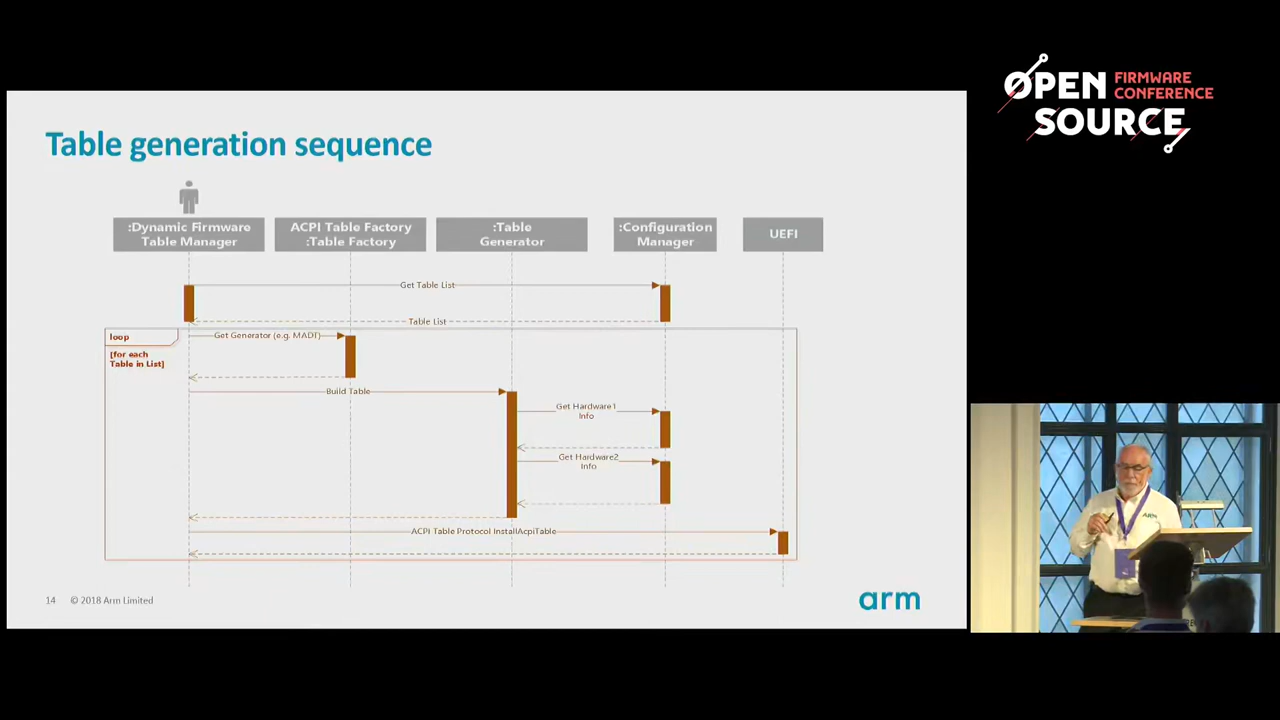 OPEN FIRMWARE
CONFERENCE
SOURCE
Table generation sequence
:Dynamic Firmware
Table Manager
ACPI Table Factory
:Table Factory
:Table
Generator
:Configuration
Manager
UEFI
Get Table List
Table List
loop
[for each
Table in List]
Get Generator (e.g. MADT)
Build Table
Get Hardware1
Info
Get Hardware2
Info
ACPI Table Protocol InstallAcpiTable
14 © 2018 Arm Limited
arm
ARM